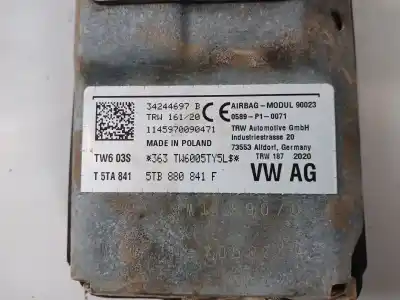 34244697 B
TRW 161/20
1145970090471
MADE IN POLAND
CE
AIRBAG-MODUL 90023
0589-P1-0071
TRW Automotive GmbH
Industriestrasse 20
73553 Alfdorf, Germany
TRW 187 2020
TW6 03S
*363 TW6005TY5L$*
T 5TA 841
5TB 880 841 F
VW AG